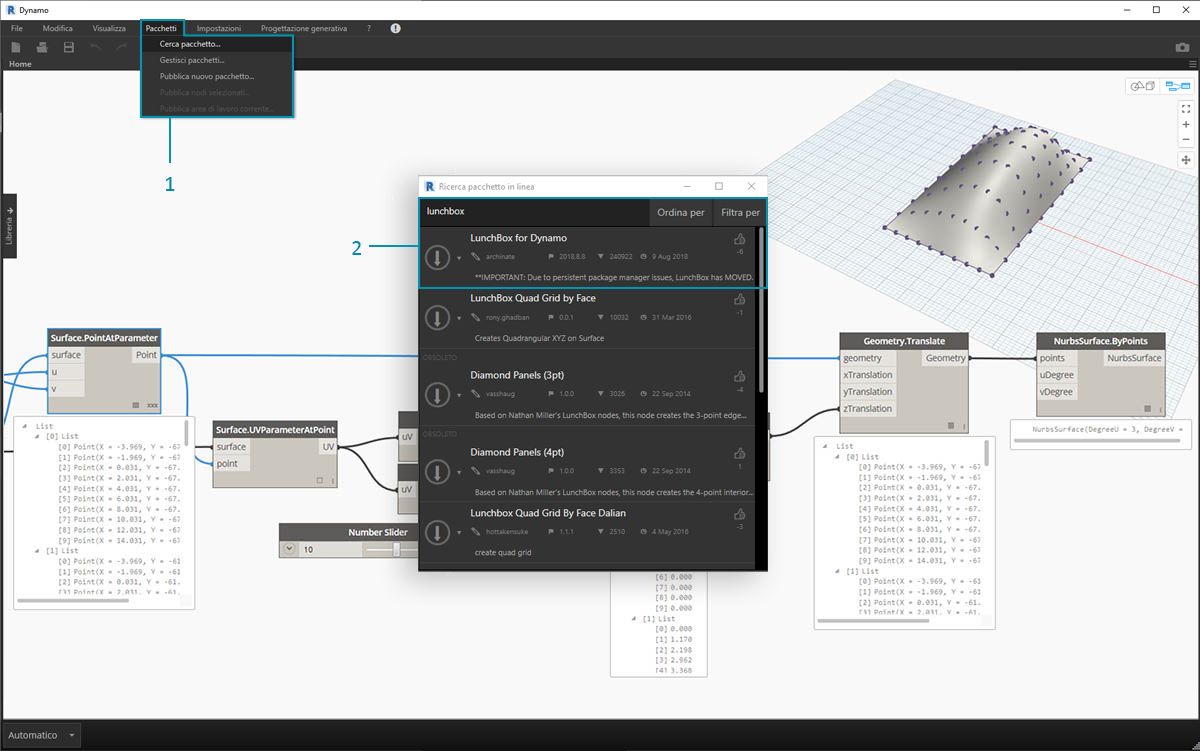 Dynamo
File Modifica Visualizza Pacchetti Impostazioni Progettazione generativa ?
Cerca pacchetto...
Gestisci pacchetti...
Pubblica nuovo pacchetto...
Pubblica nodi selezionati...
Pubblica area di lavoro corrente...
Home
1
Libreria
Ricerca pacchetto in linea
lunchbox Ordina per Filtra per
2
LunchBox for Dynamo
archinate 2018.8.8 240922 9 Aug 2018 -6
**IMPORTANT: Due to persistent package manager issues, LunchBox has MOVED.
LunchBox Quad Grid by Face
rony.ghadban 0.0.1 10032 31 Mar 2016 -1
Creates Quadrangular XYZ on Surface
OBSOLETO
Diamond Panels (3pt)
vasshaug 1.0.0 3026 22 Sep 2014 -4
Based on Nathan Miller's LunchBox nodes, this node creates the 3-point edge...
OBSOLETO
Diamond Panels (4pt)
vasshaug 1.0.0 3353 22 Sep 2014 1
Based on Nathan Miller's LunchBox nodes, this node creates the 4-point interior...
Lunchbox Quad Grid By Face Dalian
hottakensuke 1.1.1 2510 4 May 2016 -3
create quad grid
Surface.PointAtParameter
surface Point
u
v
xxx
List
[0] List
[0] Point(X = -3.969, Y = -67
[1] Point(X = -1.969, Y = -67
[2] Point(X = 0.031, Y = -67.
[3] Point(X = 2.031, Y = -67.
[4] Point(X = 4.031, Y = -67.
[5] Point(X = 6.031, Y = -67.
[6] Point(X = 8.031, Y = -67.
[7] Point(X = 10.031, Y = -67
[8] Point(X = 12.031, Y = -67
[9] Point(X = 14.031, Y = -67
[1] List
[0] Point(X = -3.969, Y = -61
[1] Point(X = -1.969, Y = -61
[2] Point(X = 0.031, Y = -61.
[3] Point(X = 2.031, Y = -61.
Surface.UVParameterAtPoint
surface UV
point
uV
uV
Number Slider
10
[6] 0.000
[7] 0.000
[8] 0.000
[9] 0.000
[1] List
[0] 0.000
[1] 1.170
[2] 2.198
[3] 2.962
[4] 3.368
Geometry.Translate
geometry Geometry
xTranslation
yTranslation
zTranslation
List
[0] List
[0] Point(X = -3.969, Y = -67
[1] Point(X = -1.969, Y = -67
[2] Point(X = 0.031, Y = -67.
[3] Point(X = 2.031, Y = -67.
[4] Point(X = 4.031, Y = -67.
[5] Point(X = 6.031, Y = -67.
[6] Point(X = 8.031, Y = -67.
[7] Point(X = 10.031, Y = -67
[8] Point(X = 12.031, Y = -67
[9] Point(X = 14.031, Y = -67
[1] List
[0] Point(X = -3.969, Y = -61
[1] Point(X = -1.969, Y = -61
[2] Point(X = 0.031, Y = -61.
[3] Point(X = 2.031, Y = -61.
NurbsSurface.ByPoints
points NurbsSurface
uDegree
vDegree
NurbsSurface(DegreeU = 3, DegreeV =
Automatico